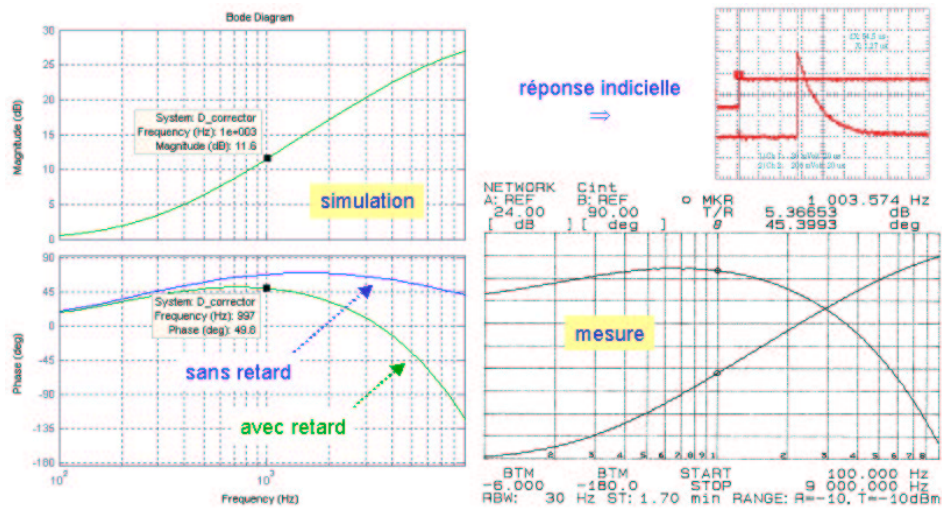 Bode Diagram
Magnitude (dB)
30
25
20
15
10
5
0
System: D_corrector
Frequency (Hz): 1e+003
Magnitude (dB): 11.6
simulation
Phase (deg)
90
45
0
-45
-90
-135
-180
System: D_corrector
Frequency (Hz): 997
Phase (deg): 49.6
sans retard
avec retard
10² 10³
Frequency (Hz)
réponse indicielle
⇒
NETWORK Cint
A: REF B: REF o MKR 1 003.574 Hz
24.00 90.00 T/R 5.36653 dB
[ dB ] [ deg ] θ 45.3993 deg
mesure
BTM BTM START 100.000 Hz
-6.000 -180.0 STOP 9 000.000 Hz
RBW: 30 Hz ST: 1.70 min RANGE: R=-10, T=-10dBm